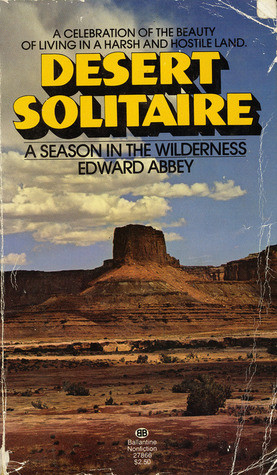 A CELEBRATION OF THE BEAUTY
OF LIVING IN A HARSH AND HOSTILE LAND.
DESERT
SOLITAIRE
A SEASON IN THE WILDERNESS
EDWARD ABBEY
BB
Ballantine
Nonfiction
27866
$2.50